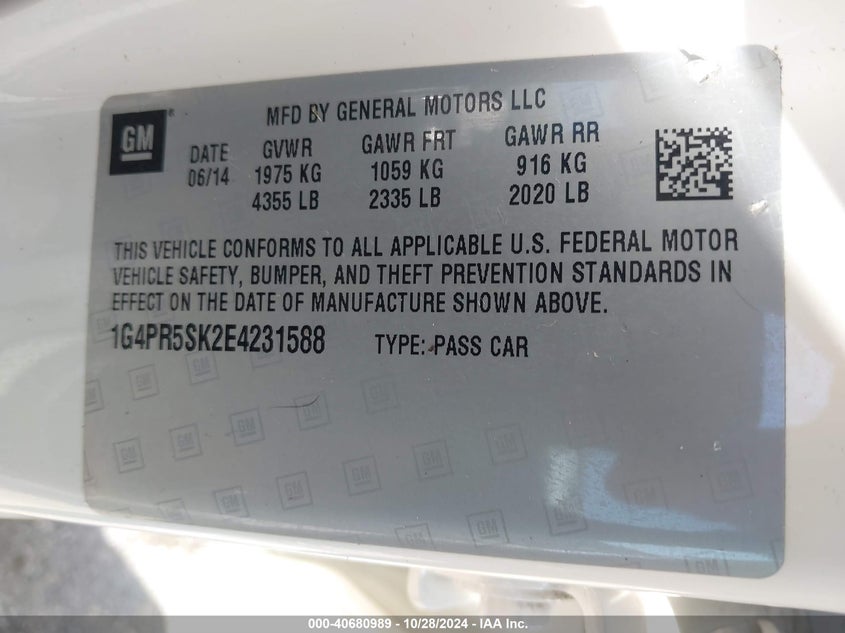 MFD BY GENERAL MOTORS LLC
GM®
DATE GVWR GAWR FRT GAWR RR
06/14 1975 KG 1059 KG 916 KG
4355 LB 2335 LB 2020 LB
THIS VEHICLE CONFORMS TO ALL APPLICABLE U.S. FEDERAL MOTOR
VEHICLE SAFETY, BUMPER, AND THEFT PREVENTION STANDARDS IN
EFFECT ON THE DATE OF MANUFACTURE SHOWN ABOVE.
1G4PR5SK2E4231588 TYPE: PASS CAR
000-40680989 | 10/28/2024 | IAA Inc.